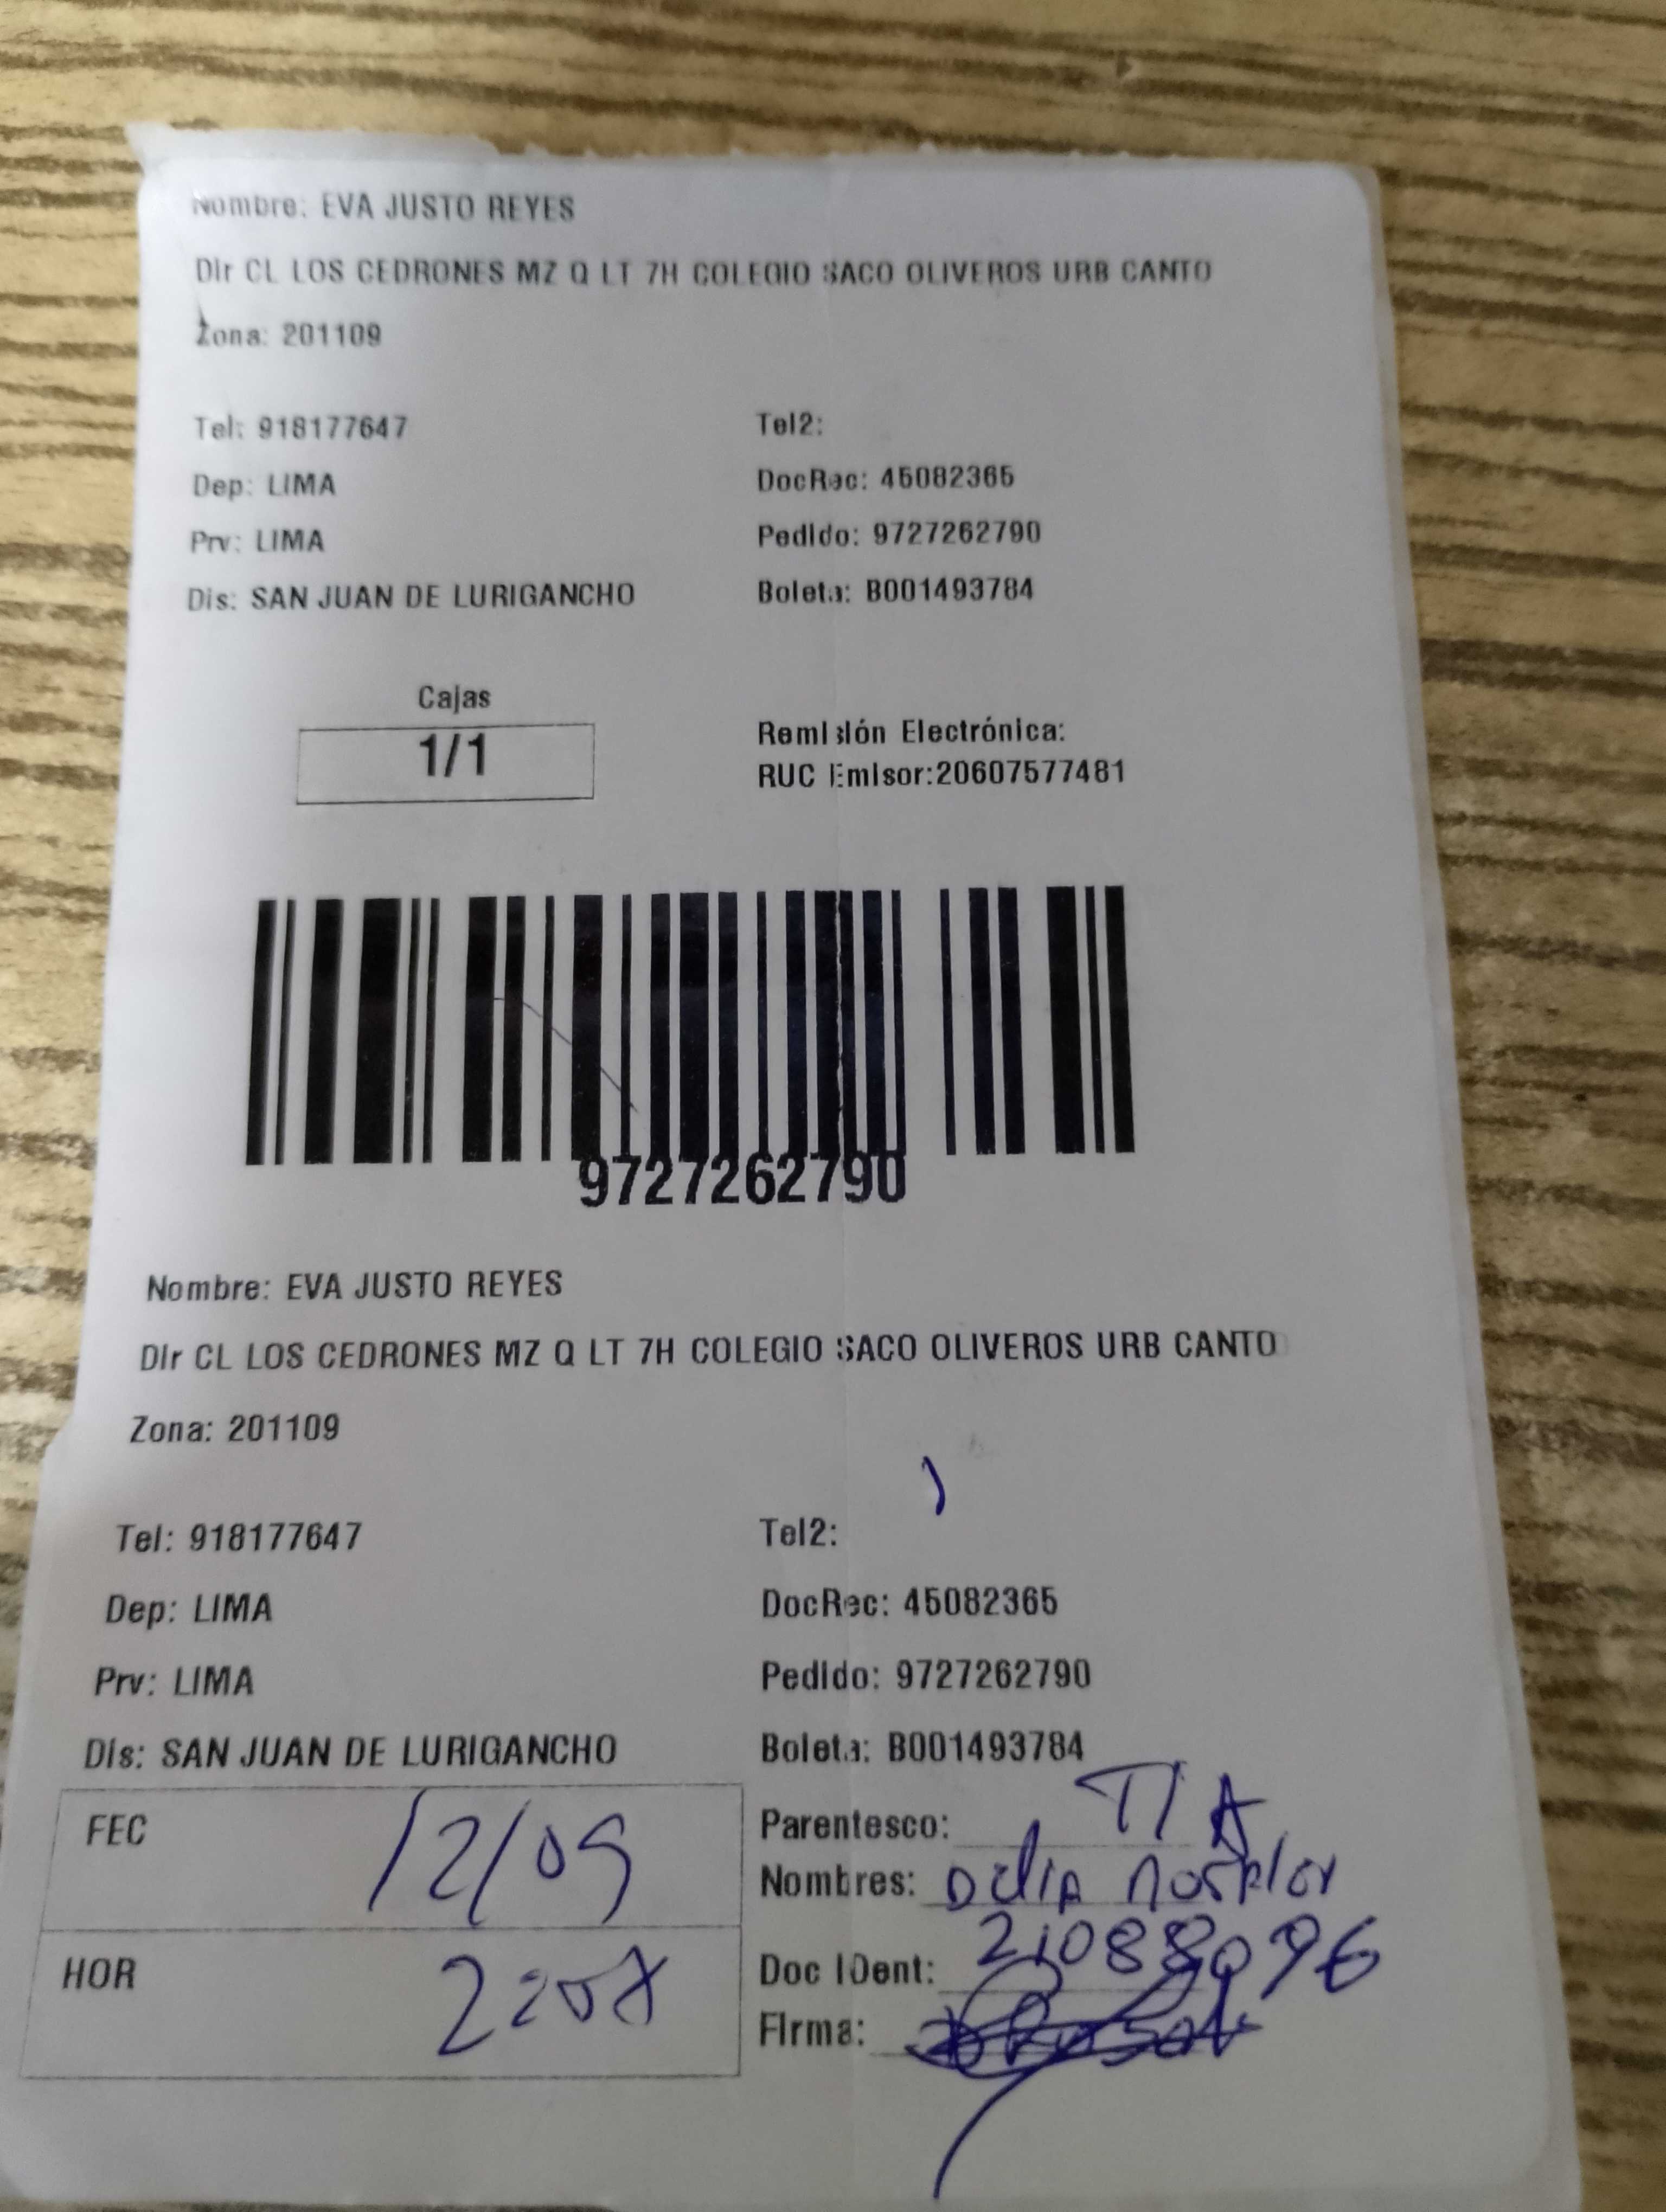 Nombre: EVA JUSTO REYES
Dir CL LOS CEDRONES MZ Q LT 7H COLEGIO SACO OLIVEROS URB CANTO
Zona: 201109
Tel: 918177647 Tel2:
Dep: LIMA DocRec: 45082365
Prv: LIMA Pedido: 9727262790
Dis: SAN JUAN DE LURIGANCHO Boleta: B001493784
Cajas
1/1
Remisión Electrónica:
RUC Emisor:20607577481
9727262790
Nombre: EVA JUSTO REYES
Dir CL LOS CEDRONES MZ Q LT 7H COLEGIO SACO OLIVEROS URB CANTO
Zona: 201109
Tel: 918177647 Tel2:
Dep: LIMA DocRec: 45082365
Prv: LIMA Pedido: 9727262790
Dis: SAN JUAN DE LURIGANCHO Boleta: B001493784
FEC 12/09 Parentesco: TIA
Nombres: Delia
HOR Doc IDent: 21088096
Firma: